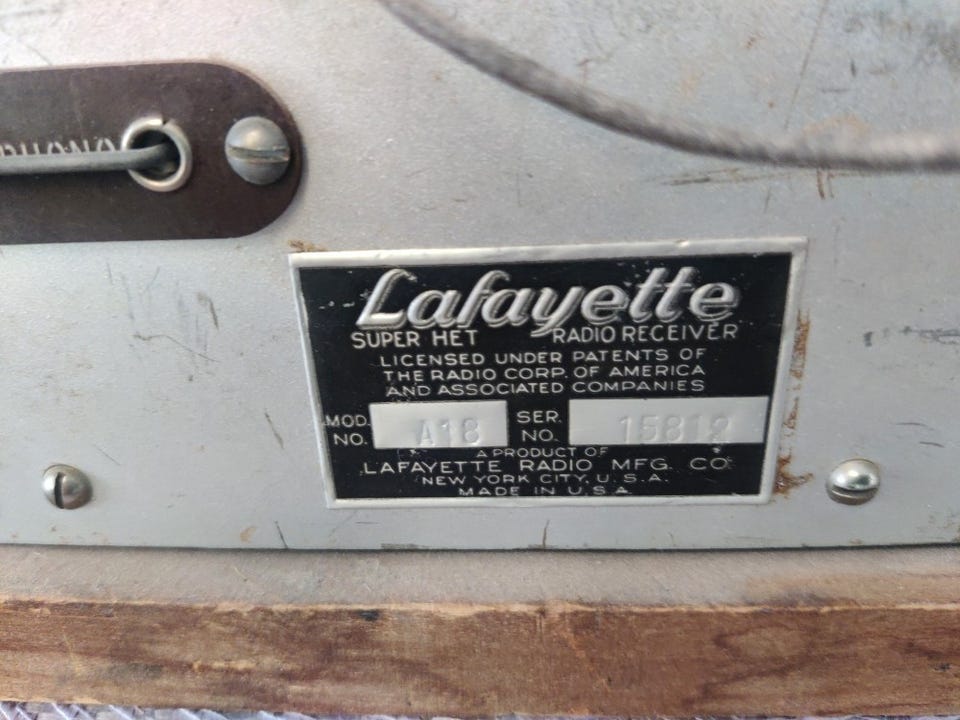 PHONO
Lafayette
SUPER HET RADIO RECEIVER
LICENSED UNDER PATENTS OF
THE RADIO CORP. OF AMERICA
AND ASSOCIATED COMPANIES
MOD. NO. A18 SER. NO. 15812
A PRODUCT OF
LAFAYETTE RADIO MFG. CO.
NEW YORK CITY, U.S.A.
MADE IN U.S.A.